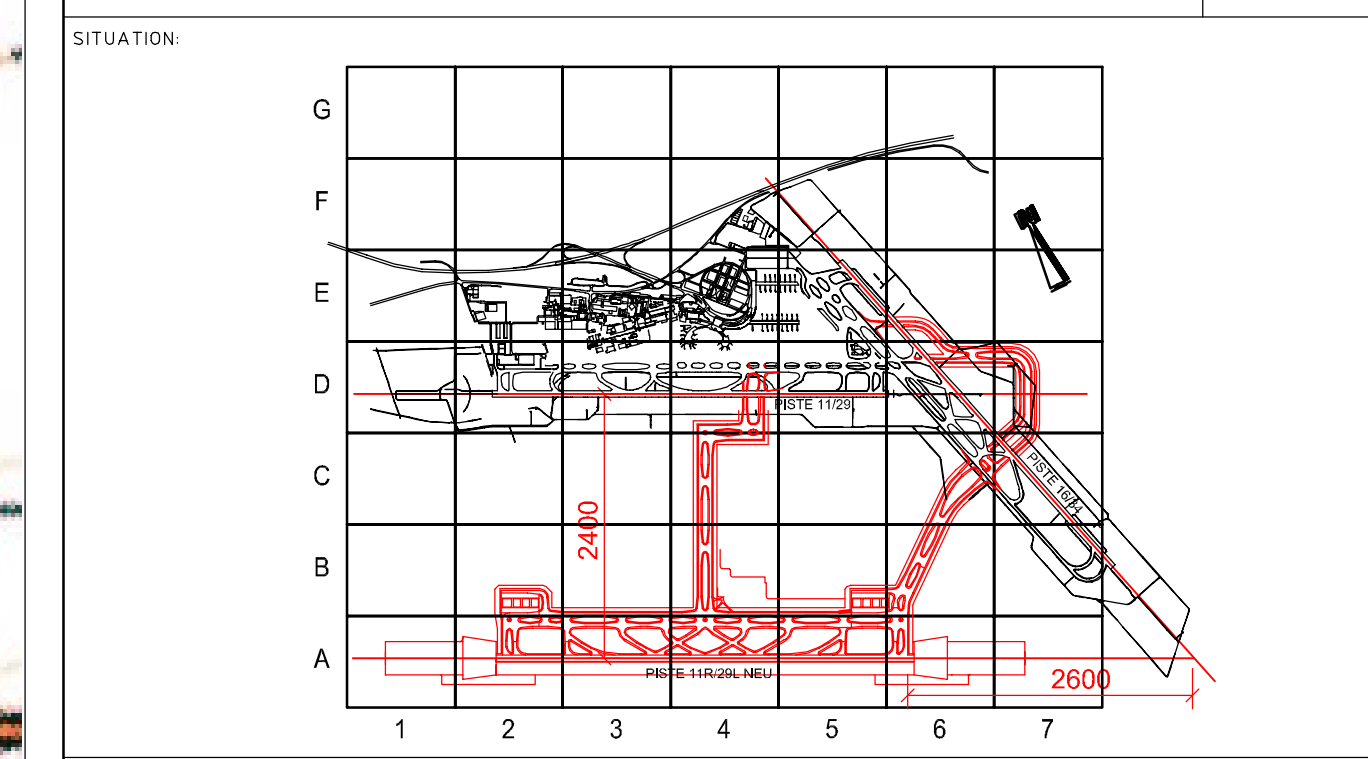 SITUATION:
G
F
E
D
PISTE 11/29
C
PISTE 16/34
2400
B
A
PISTE 11R/29L NEU
2600
1 2 3 4 5 6 7